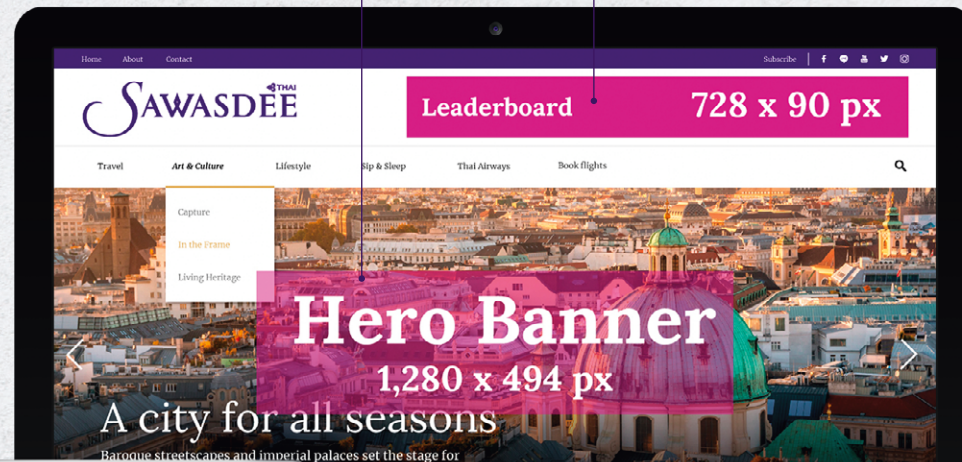 Home About Contact Subscribe
THAI
SAWASDEE
Leaderboard 728 x 90 px
Travel Art & Culture Lifestyle Sip & Sleep Thai Airways Book flights
Capture
In the Frame
Living Heritage
Hero Banner
1,280 x 494 px
A city for all seasons
Baroque streetscapes and imperial palaces set the stage for